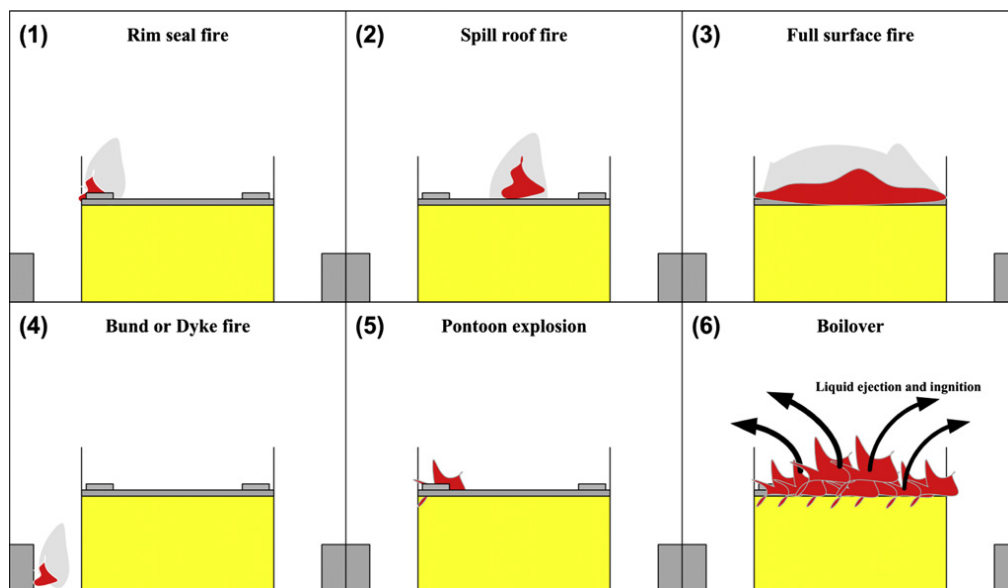 (1) Rim seal fire
(2) Spill roof fire
(3) Full surface fire
(4) Bund or Dyke fire
(5) Pontoon explosion
(6) Boilover
Liquid ejection and ingnition